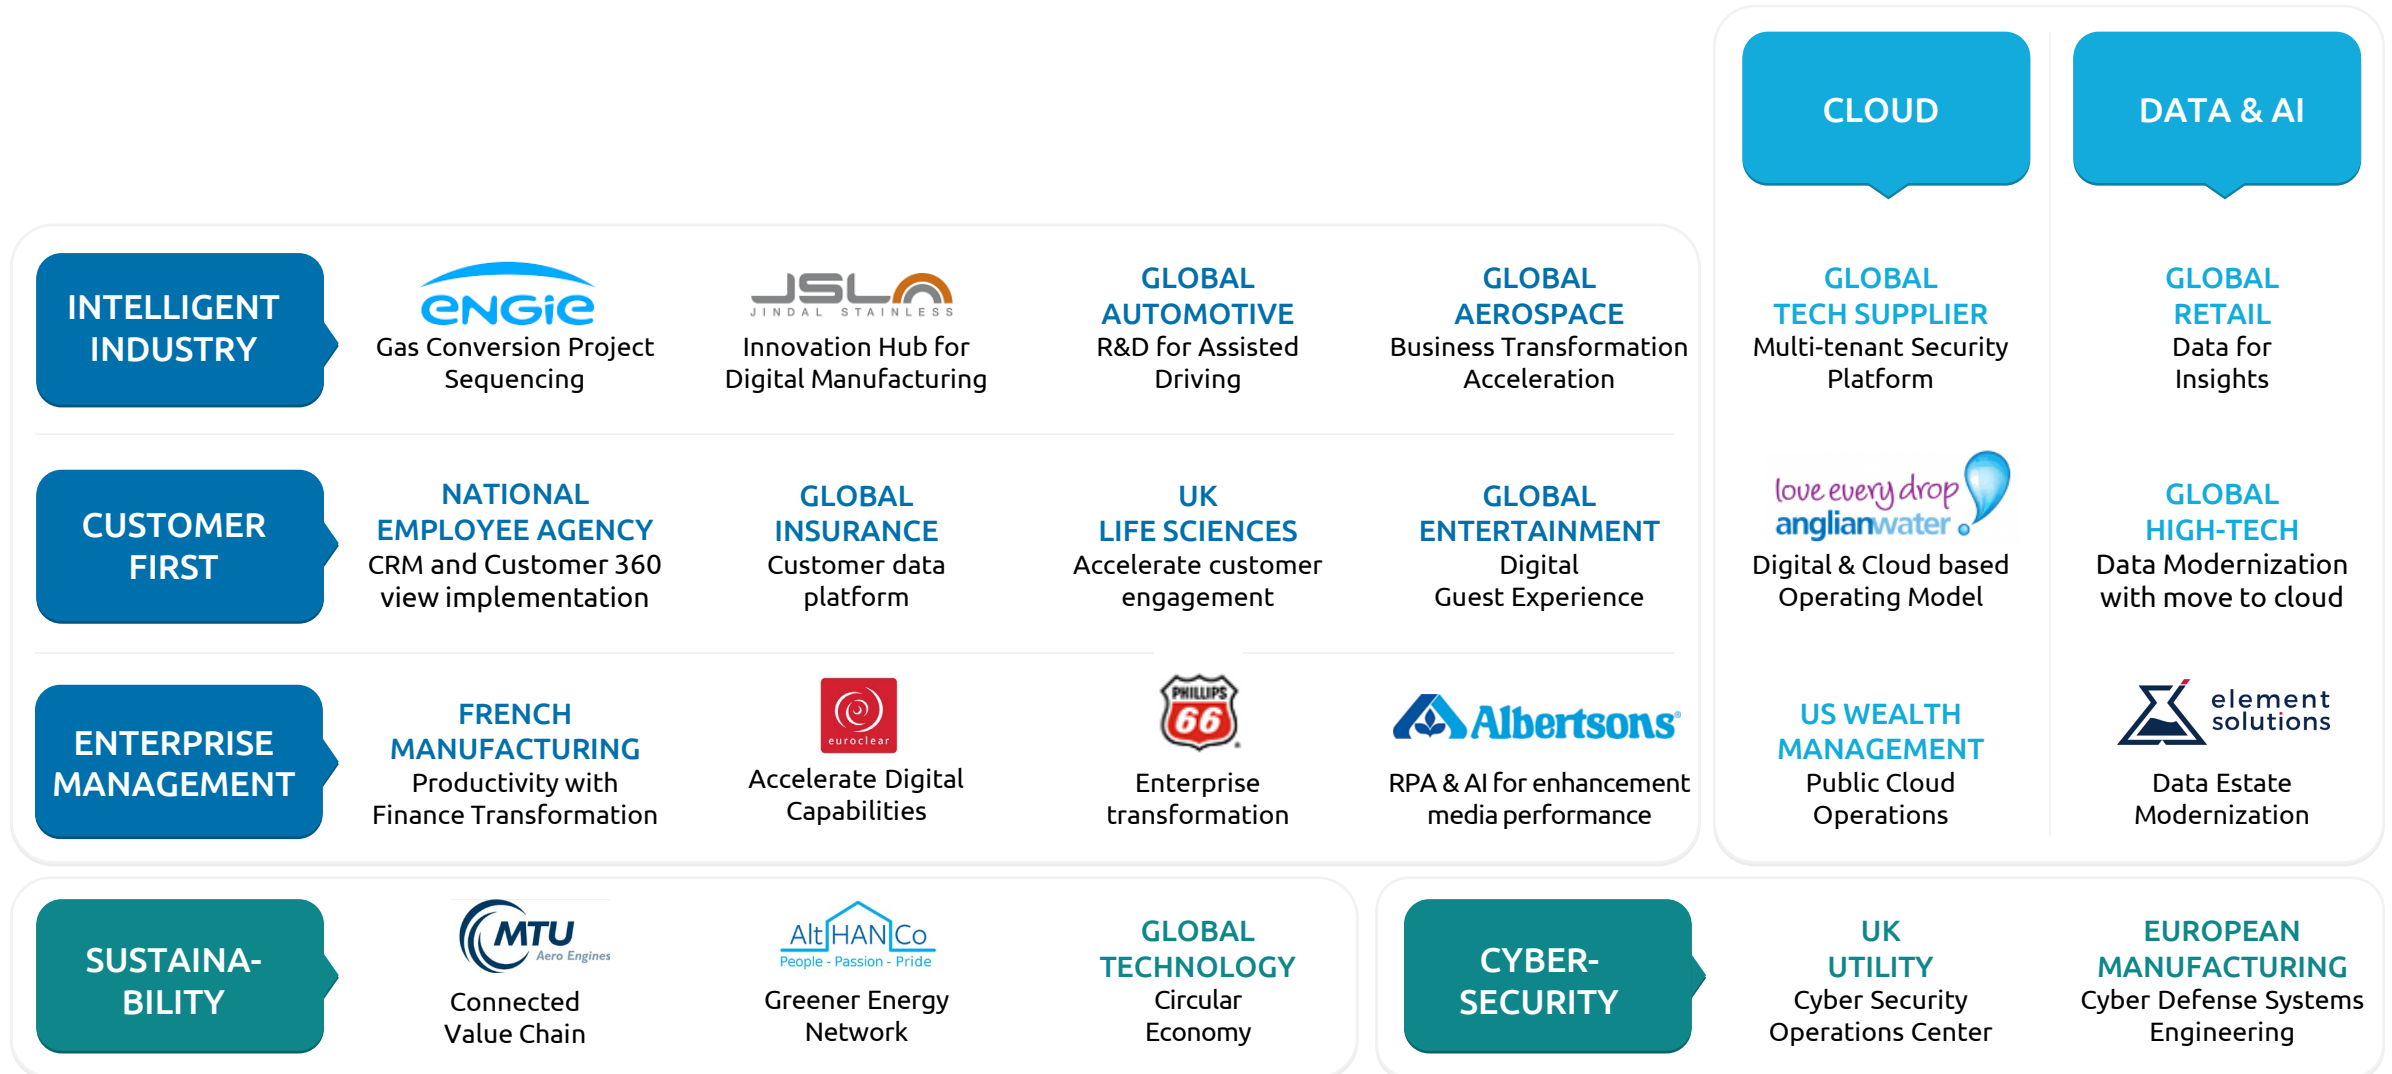 CLOUD
DATA & AI
INTELLIGENT
INDUSTRY
ENGIE
Gas Conversion Project
Sequencing
JSL
JINDAL STAINLESS
Innovation Hub for
Digital Manufacturing
GLOBAL
AUTOMOTIVE
R&D for Assisted
Driving
GLOBAL
AEROSPACE
Business Transformation
Acceleration
GLOBAL
TECH SUPPLIER
Multi-tenant Security
Platform
GLOBAL
RETAIL
Data for
Insights
CUSTOMER
FIRST
NATIONAL
EMPLOYEE AGENCY
CRM and Customer 360
view implementation
GLOBAL
INSURANCE
Customer data
platform
UK
LIFE SCIENCES
Accelerate customer
engagement
GLOBAL
ENTERTAINMENT
Digital
Guest Experience
love every drop
anglianwater
Digital & Cloud based
Operating Model
GLOBAL
HIGH-TECH
Data Modernization
with move to cloud
ENTERPRISE
MANAGEMENT
FRENCH
MANUFACTURING
Productivity with
Finance Transformation
euroclear
Accelerate Digital
Capabilities
PHILLIPS
66
Enterprise
transformation
Albertsons
RPA & AI for enhancement
media performance
US WEALTH
MANAGEMENT
Public Cloud
Operations
element
solutions
Data Estate
Modernization
SUSTAINA-
BILITY
MTU
Aero Engines
Connected
Value Chain
Alt HAN Co
People - Passion - Pride
Greener Energy
Network
GLOBAL
TECHNOLOGY
Circular
Economy
CYBER-
SECURITY
UK
UTILITY
Cyber Security
Operations Center
EUROPEAN
MANUFACTURING
Cyber Defense Systems
Engineering